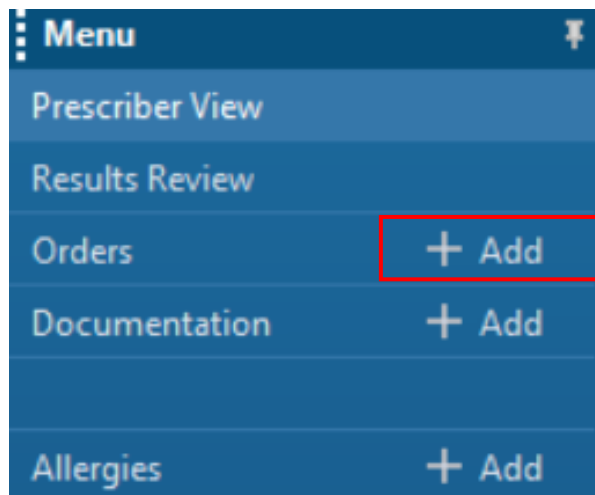 Menu
Prescriber View
Results Review
Orders + Add
Documentation + Add
Allergies + Add